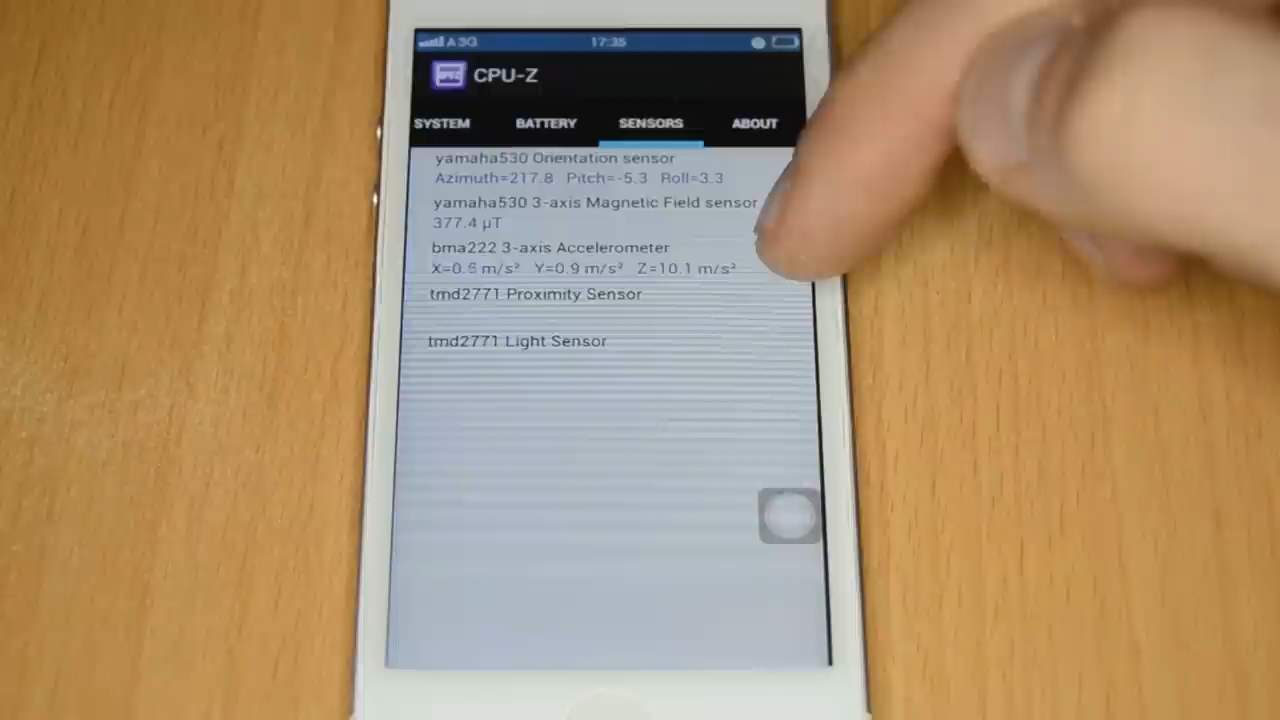 A 3G 17:35
CPU-Z
SYSTEM BATTERY SENSORS ABOUT
yamaha530 Orientation sensor
Azimuth=217.8 Pitch=-5.3 Roll=3.3
yamaha530 3-axis Magnetic Field sensor
377.4 µT
bma222 3-axis Accelerometer
Y=0.9 m/s² Z=10.1 m/s²
tmd2771 Proximity Sensor
tmd2771 Light Sensor